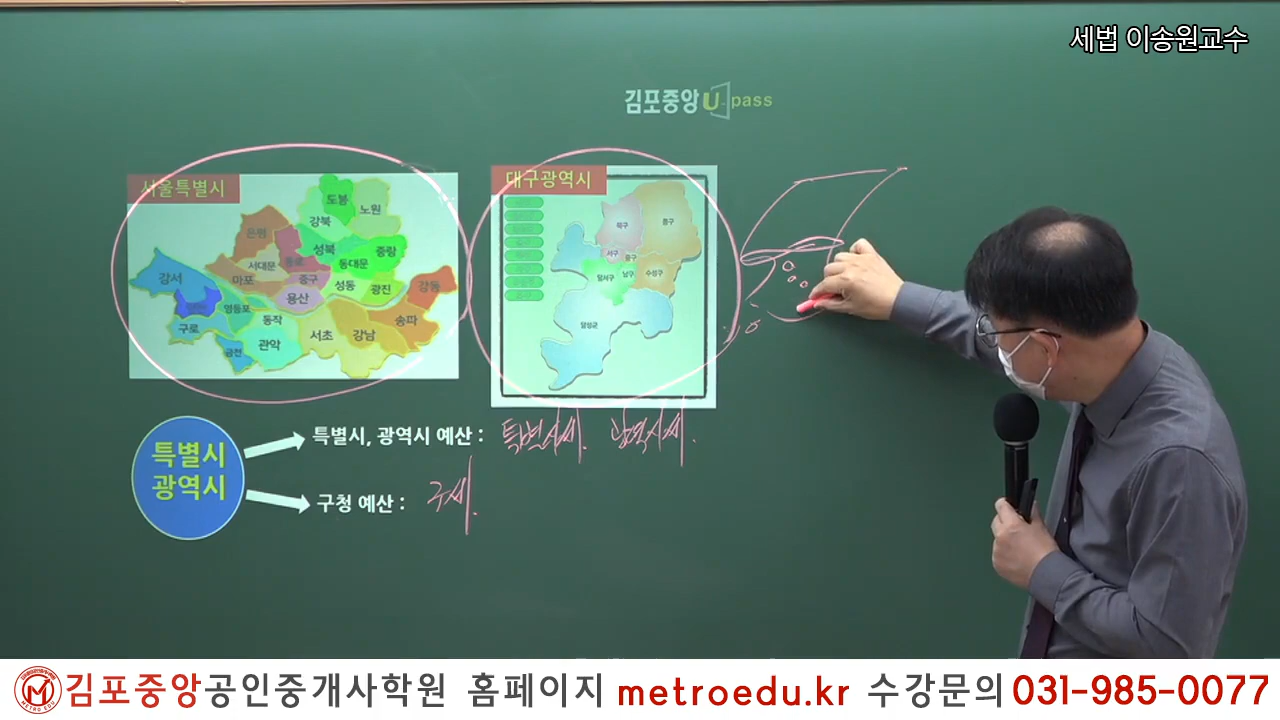 세법 이송원교수
김포중앙 U-pass
서울특별시
도봉
노원
강북
은평
성북
중랑
종로
서대문
동대문
강서
마포
중구
성동
광진
강동
용산
영등포
구로
동작
서초
강남
송파
금천
관악
대구광역시
북구
동구
서구
중구
달서구
남구
수성구
달성군
특별시
광역시
특별시, 광역시 예산 : 특별시세. 광역시세.
구청 예산 : 구세.
METRO EDU
김포중앙공인중개사학원 홈페이지 metroedu.kr 수강문의 031-985-0077